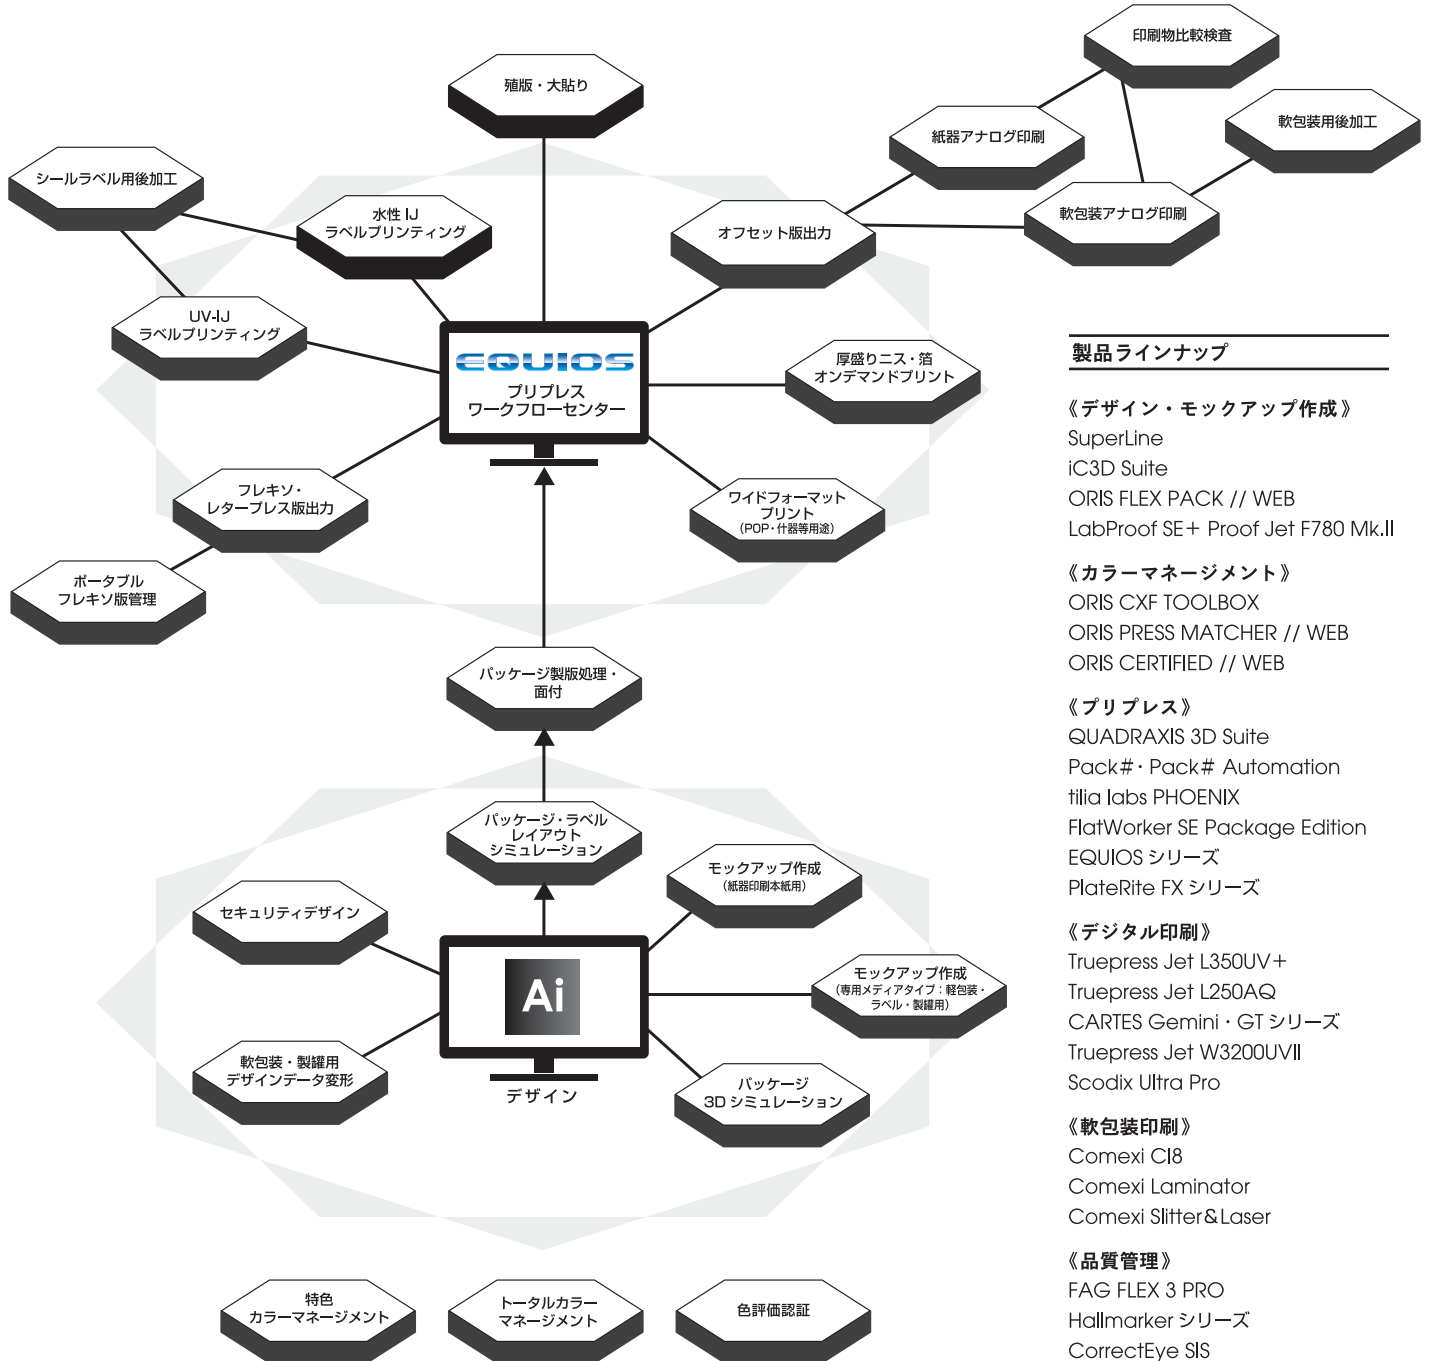 印刷物比較検査
殖版・大貼り
紙器アナログ印刷
軟包装用後加工
シールラベル用後加工
水性 IJ
ラベルプリンティング
オフセット版出力
軟包装アナログ印刷
UV-IJ
ラベルプリンティング
EQUIOS
プリプレス
ワークフローセンター
厚盛りニス・箔
オンデマンドプリント
フレキソ・
レタープレス版出力
ワイドフォーマット
プリント
(POP・什器等用途)
ポータブル
フレキソ版管理
パッケージ製版処理・
面付
パッケージ・ラベル
レイアウト
シミュレーション
モックアップ作成
(紙器印刷本紙用)
セキュリティデザイン
Ai
デザイン
モックアップ作成
(専用メディアタイプ：軽包装・
ラベル・製罐用)
軟包装・製罐用
デザインデータ変形
パッケージ
3D シミュレーション
特色
カラーマネージメント
トータルカラー
マネージメント
色評価認証
製品ラインナップ
《デザイン・モックアップ作成》
SuperLine
iC3D Suite
ORIS FLEX PACK // WEB
LabProof SE+ Proof Jet F780 Mk.II
《カラーマネージメント》
ORIS CXF TOOLBOX
ORIS PRESS MATCHER // WEB
ORIS CERTIFIED // WEB
《プリプレス》
QUADRAXIS 3D Suite
Pack#・Pack# Automation
tilia labs PHOENIX
FlatWorker SE Package Edition
EQUIOS シリーズ
PlateRite FX シリーズ
《デジタル印刷》
Truepress Jet L350UV+
Truepress Jet L250AQ
CARTES Gemini・GT シリーズ
Truepress Jet W3200UVII
Scodix Ultra Pro
《軟包装印刷》
Comexi CI8
Comexi Laminator
Comexi Slitter&Laser
《品質管理》
FAG FLEX 3 PRO
Hallmarker シリーズ
CorrectEye SIS